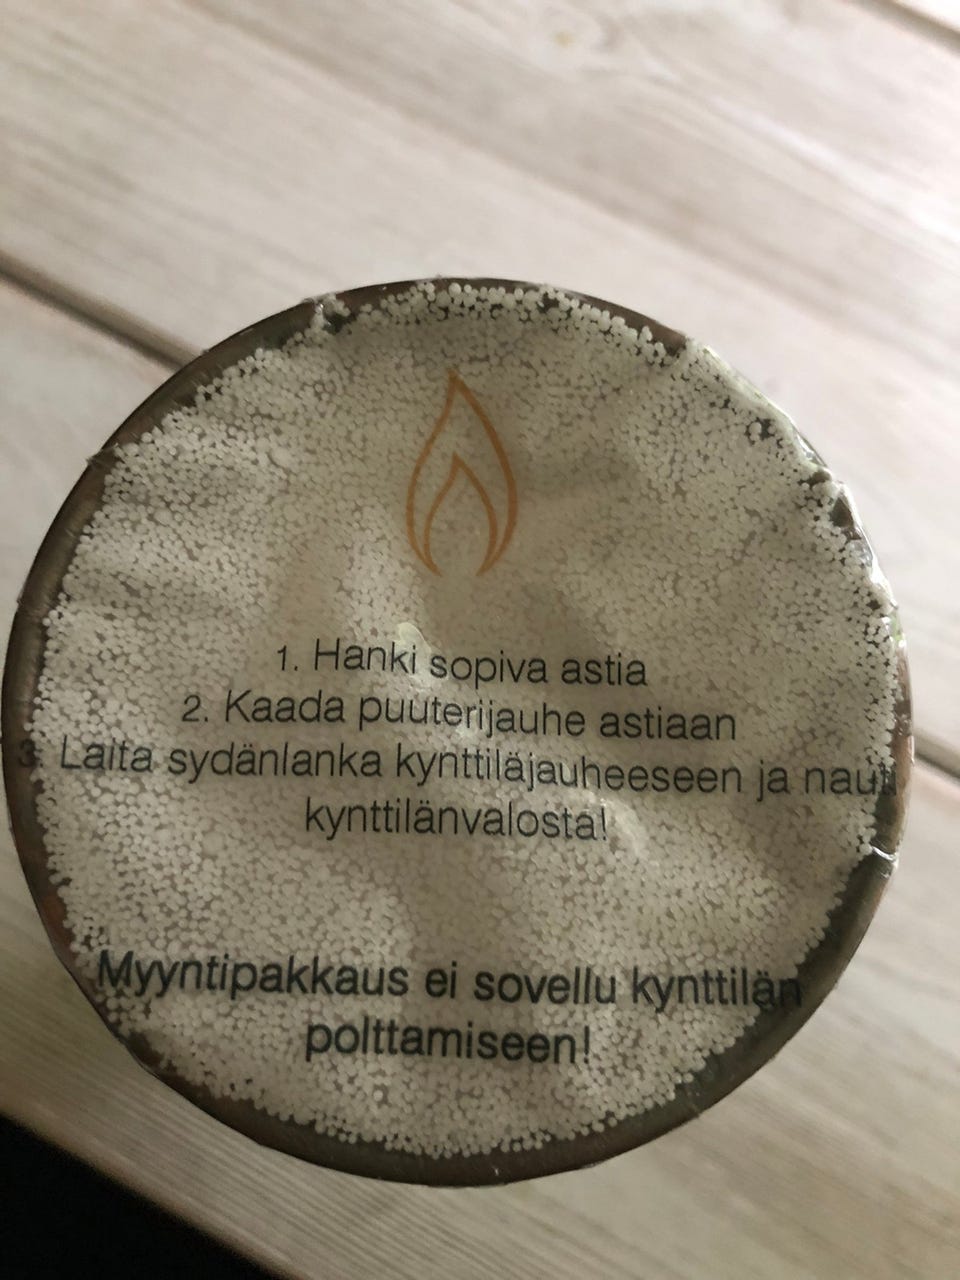 1. Hanki sopiva astia
2. Kaada puuterijauhe astiaan
3. Laita sydänlanka kynttiläjauheeseen ja nauti
kynttilänvalosta!
Myyntipakkaus ei sovellu kynttilän
polttamiseen!